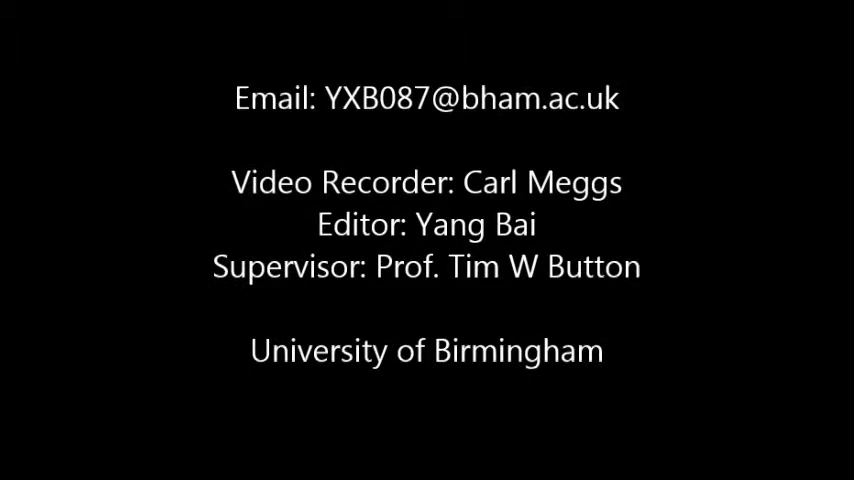 Email: YXB087@bham.ac.uk
Video Recorder: Carl Meggs
Editor: Yang Bai
Supervisor: Prof. Tim W Button
University of Birmingham